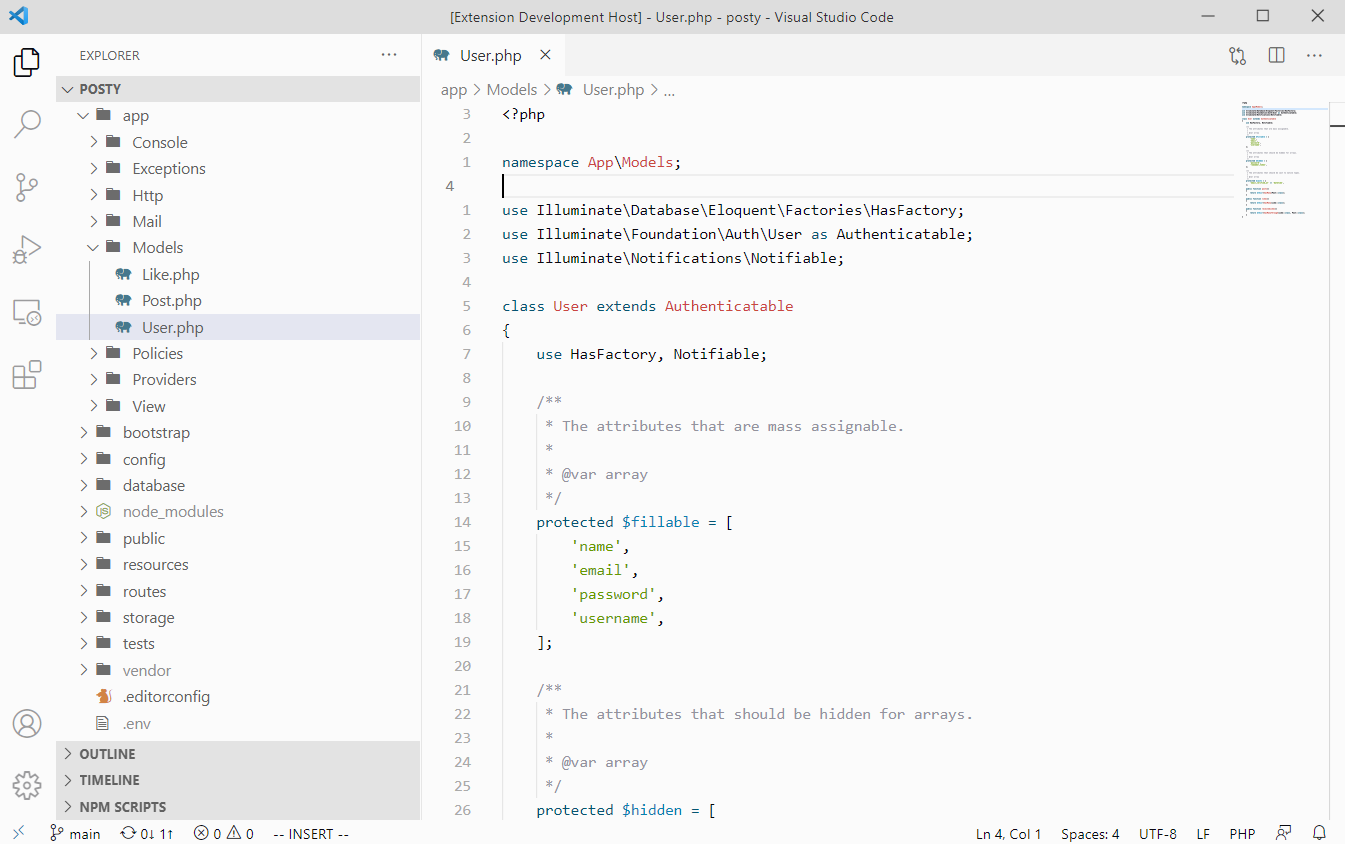 [Extension Development Host] - User.php - posty - Visual Studio Code
EXPLORER
POSTY
app
Console
Exceptions
Http
Mail
Models
Like.php
Post.php
User.php
Policies
Providers
View
bootstrap
config
database
JS node_modules
public
resources
routes
storage
tests
vendor
.editorconfig
.env
OUTLINE
TIMELINE
NPM SCRIPTS
User.php
app > Models > User.php > ...
3 <?php
2
1 namespace App\Models;
4
1 use Illuminate\Database\Eloquent\Factories\HasFactory;
2 use Illuminate\Foundation\Auth\User as Authenticatable;
3 use Illuminate\Notifications\Notifiable;
4
5 class User extends Authenticatable
6 {
7     use HasFactory, Notifiable;
8
9     /**
10      * The attributes that are mass assignable.
11      *
12      * @var array
13      */
14     protected $fillable = [
15         'name',
16         'email',
17         'password',
18         'username',
19     ];
20
21     /**
22      * The attributes that should be hidden for arrays.
23      *
24      * @var array
25      */
26     protected $hidden = [
main 0↓ 1↑ 0 0 -- INSERT -- Ln 4, Col 1 Spaces: 4 UTF-8 LF PHP